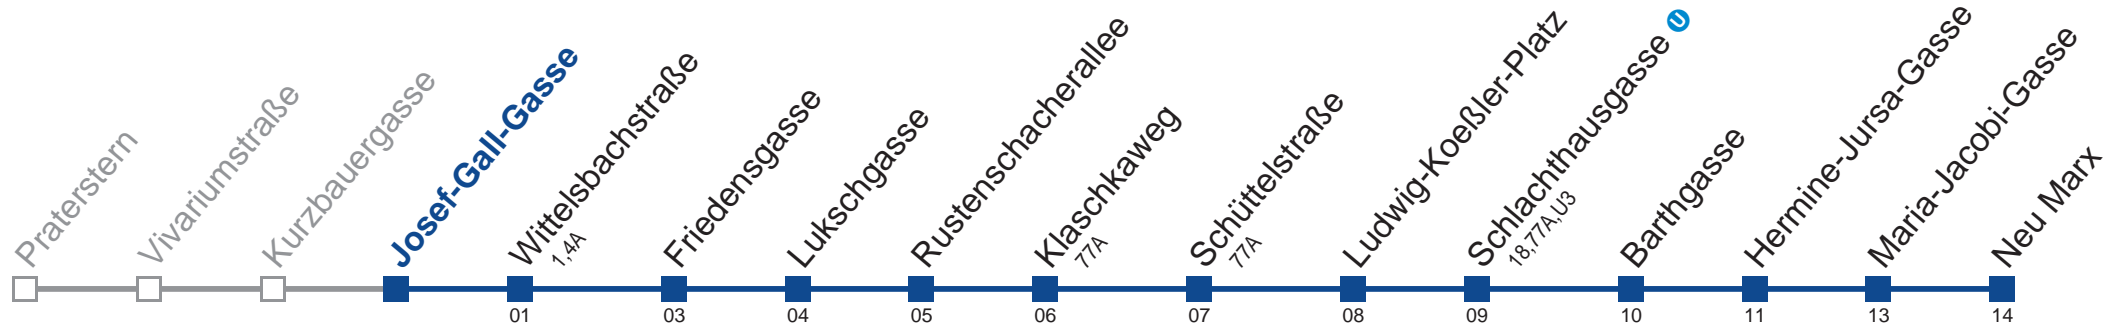 Praterstern
Vivariumstraße
Kurzbauergasse
Josef-Gall-Gasse
Wittelsbachstraße
1,4A
Friedensgasse
Lukschgasse
Rustenschacherallee
Klaschkaweg
77A
Schüttelstraße
77A
Ludwig-Koeßler-Platz
Schlachthausgasse U
18,77A,U3
Barthgasse
Hermine-Jursa-Gasse
Maria-Jacobi-Gasse
Neu Marx
01 03 04 05 06 07 08 09 10 11 13 14